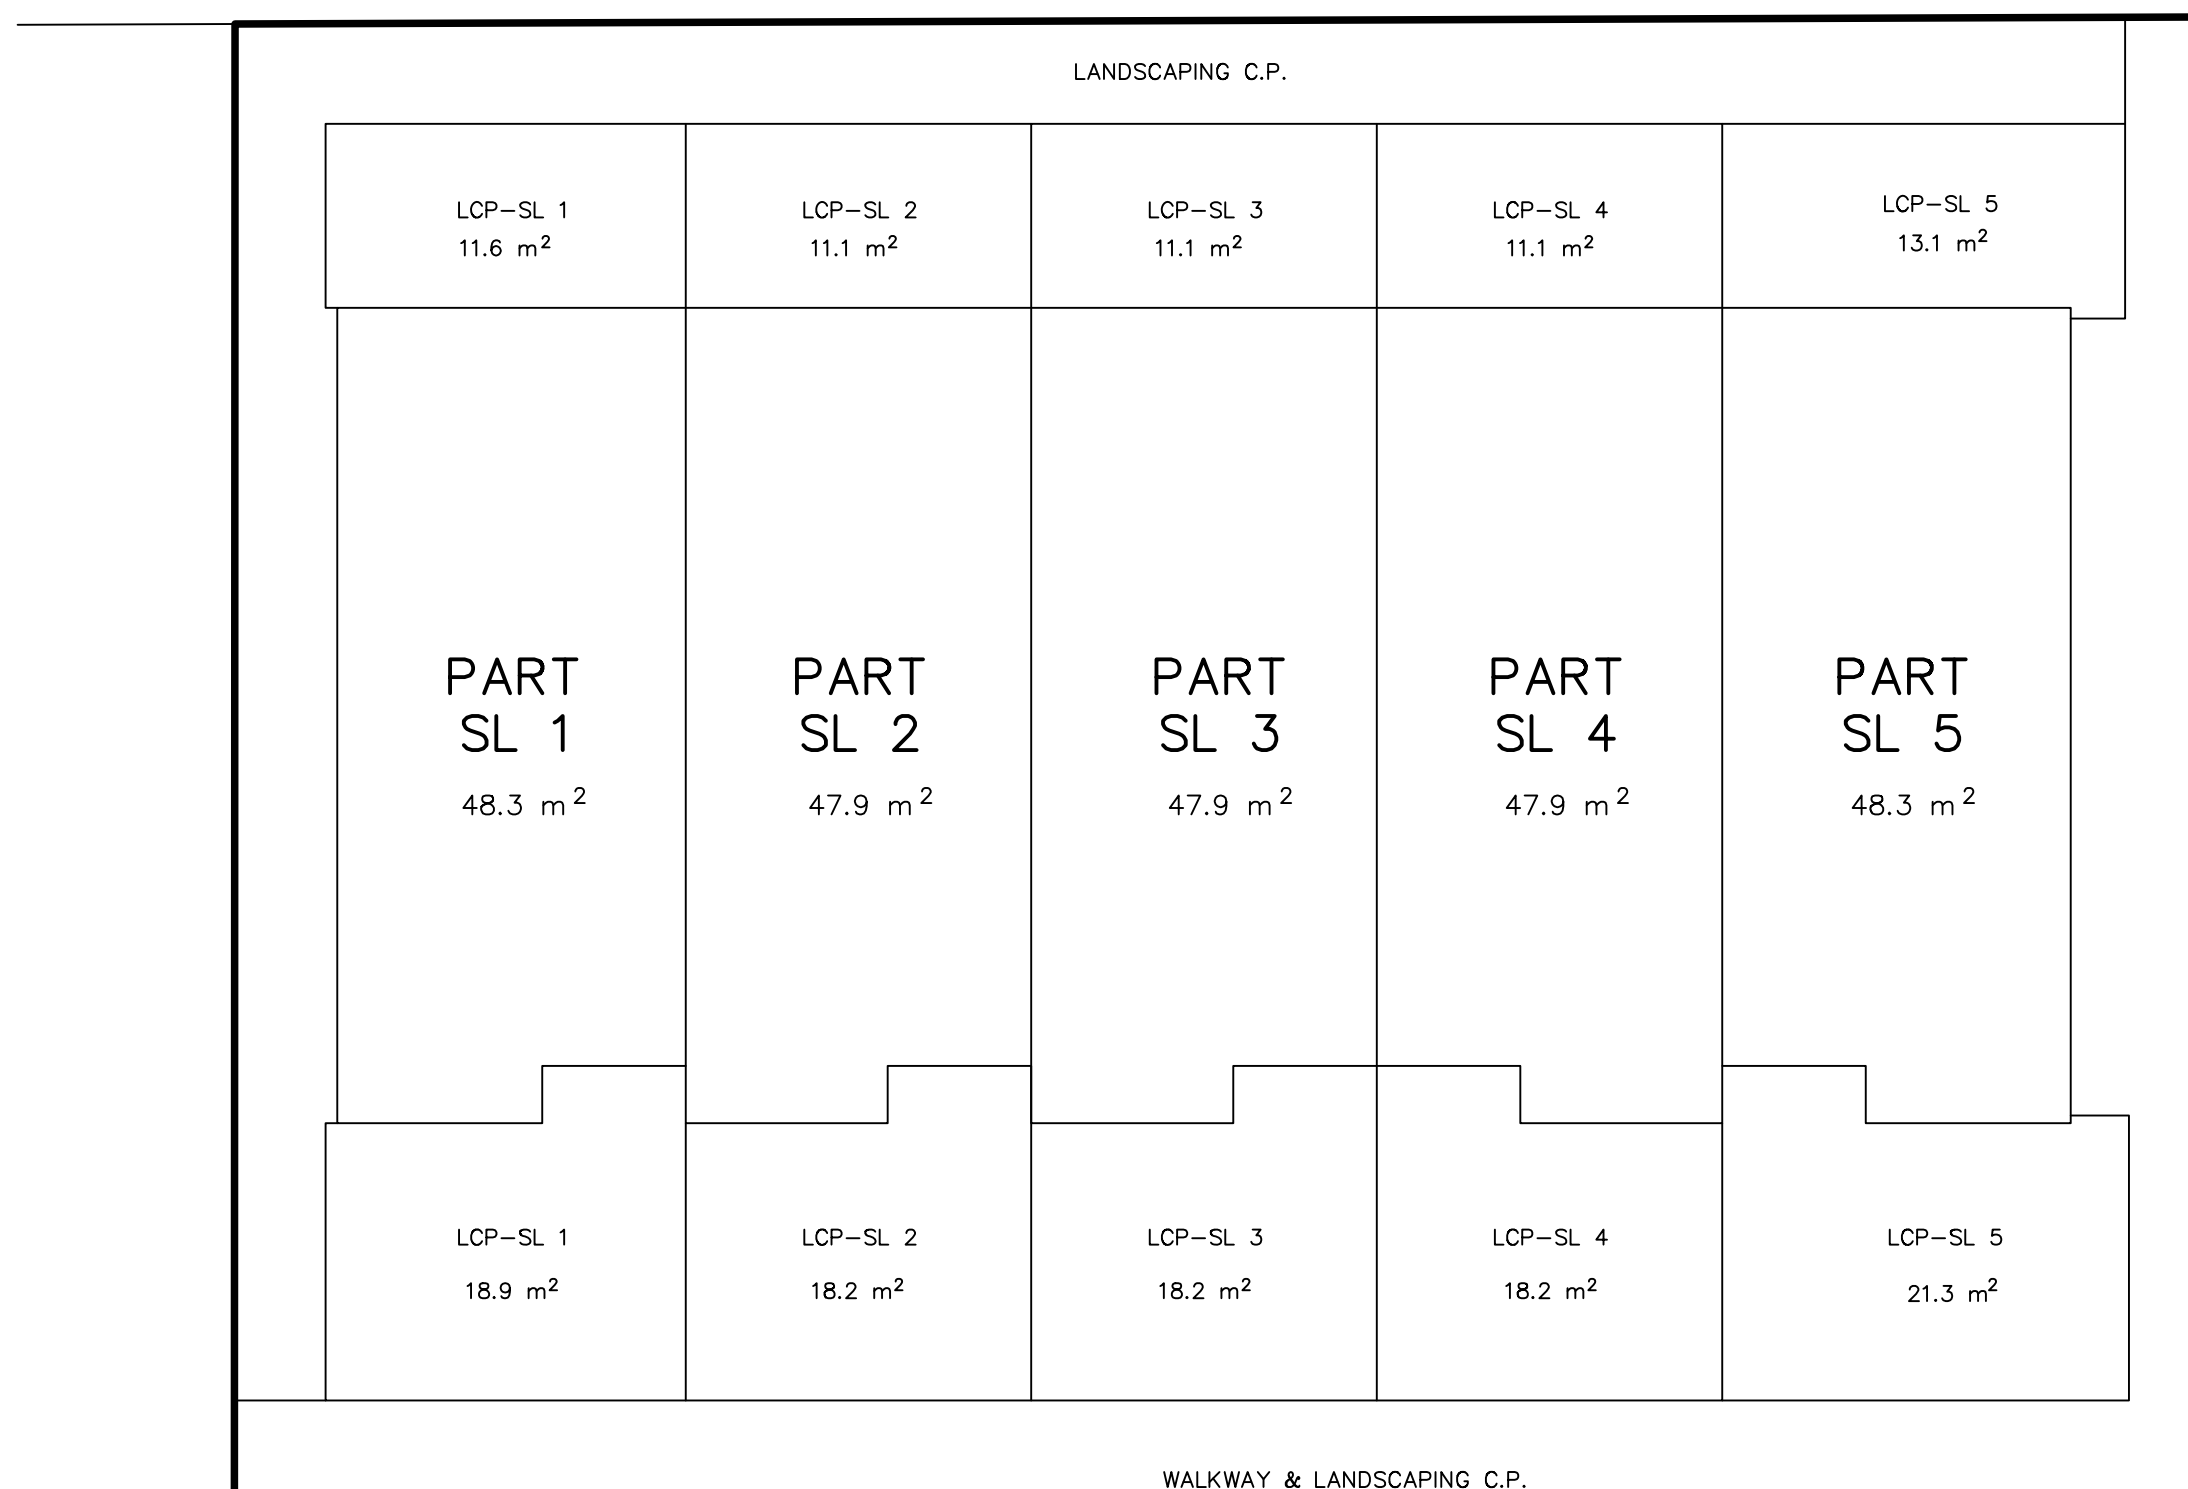 LANDSCAPING C.P.
LCP-SL 1
11.6 m²
LCP-SL 2
11.1 m²
LCP-SL 3
11.1 m²
LCP-SL 4
11.1 m²
LCP-SL 5
13.1 m²
PART
SL 1
48.3 m²
PART
SL 2
47.9 m²
PART
SL 3
47.9 m²
PART
SL 4
47.9 m²
PART
SL 5
48.3 m²
LCP-SL 1
18.9 m²
LCP-SL 2
18.2 m²
LCP-SL 3
18.2 m²
LCP-SL 4
18.2 m²
LCP-SL 5
21.3 m²
WALKWAY & LANDSCAPING C.P.